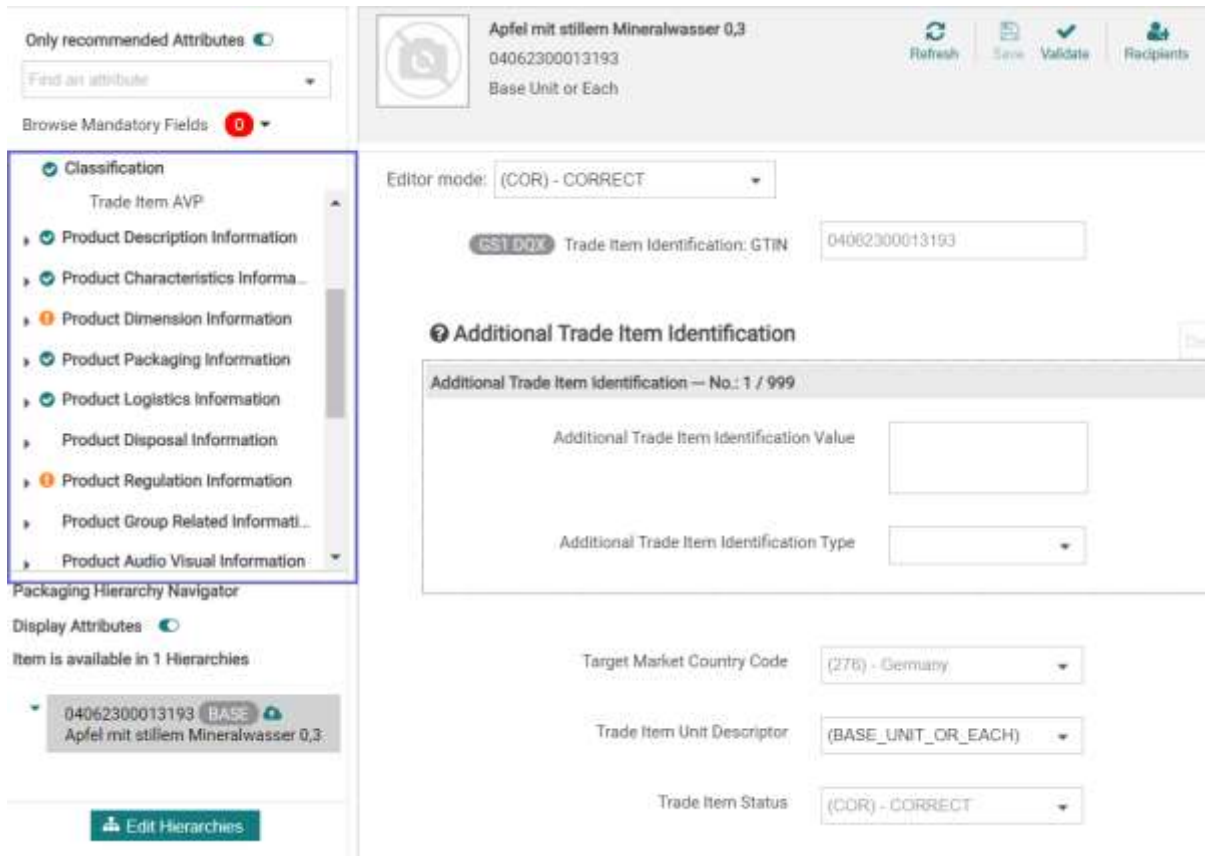 Only recommended Attributes
Find an attribute
Browse Mandatory Fields 0
Classification
Trade Item AVP
Product Description Information
Product Characteristics Informa...
Product Dimension Information
Product Packaging Information
Product Logistics Information
Product Disposal Information
Product Regulation Information
Product Group Related Informati...
Product Audio Visual Information
Packaging Hierarchy Navigator
Display Attributes
Item is available in 1 Hierarchies
04062300013193 BASE
Apfel mit stillem Mineralwasser 0,3
Edit Hierarchies
Apfel mit stillem Mineralwasser 0,3
04062300013193
Base Unit or Each
Refresh
Save
Validate
Recipients
Editor mode: (COR) - CORRECT
GS1 DQX Trade Item Identification: GTIN 04062300013193
Additional Trade Item Identification
Additional Trade Item Identification — No.: 1 / 999
Additional Trade Item Identification Value
Additional Trade Item Identification Type
Target Market Country Code (276) - Germany
Trade Item Unit Descriptor (BASE_UNIT_OR_EACH)
Trade Item Status (COR) - CORRECT